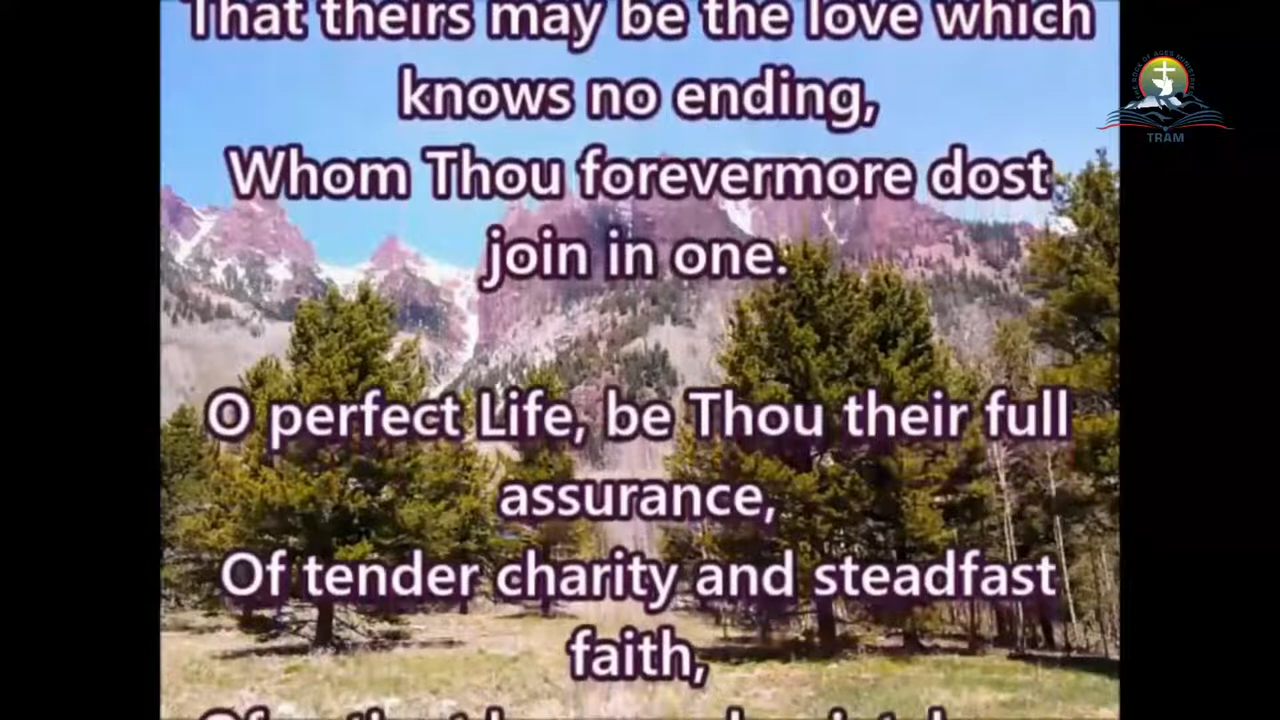 That theirs may be the love which
knows no ending,
Whom Thou forevermore dost
join in one.
O perfect Life, be Thou their full
assurance,
Of tender charity and steadfast
faith,
TRAM